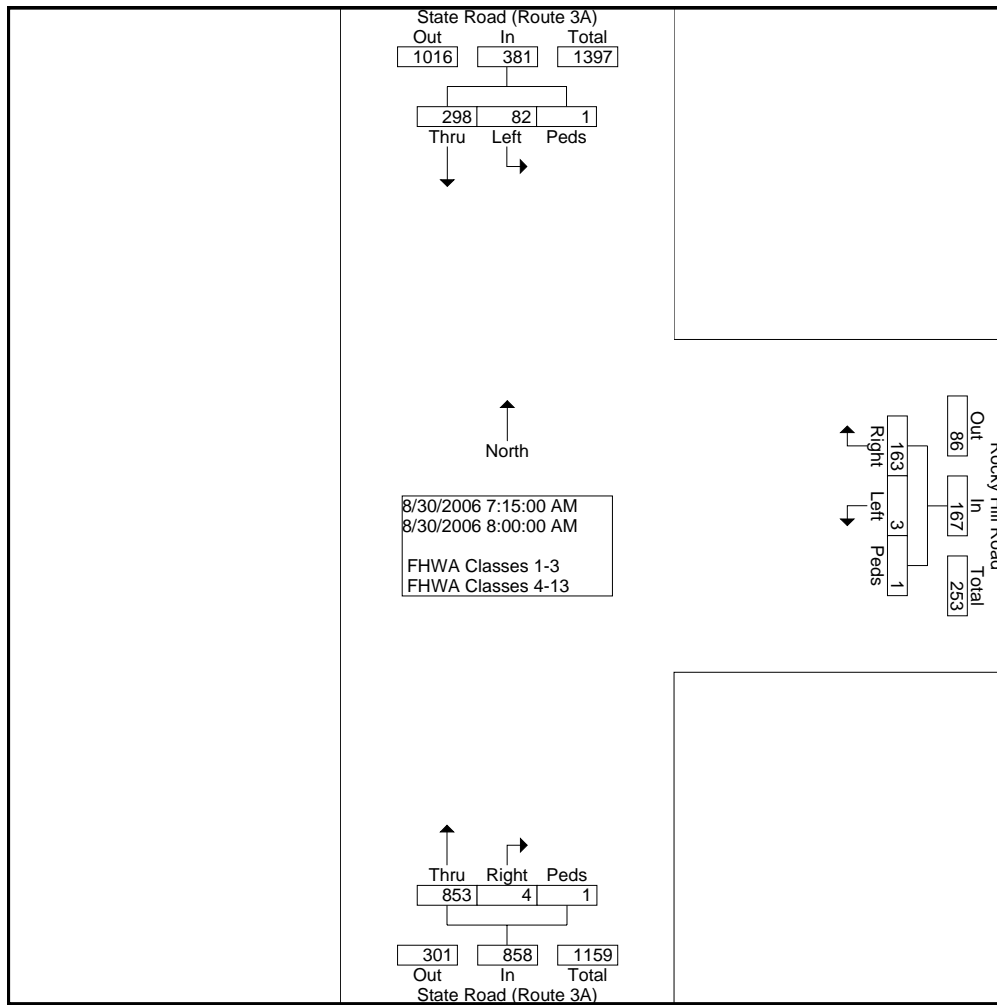 State Road (Route 3A)
Out In Total
1016 381 1397
298 82 1
Thru Left Peds
North
8/30/2006 7:15:00 AM
8/30/2006 8:00:00 AM
FHWA Classes 1-3
FHWA Classes 4-13
Rocky Hill Road
Out In Total
86 167 253
163 3 1
Right Left Peds
Thru Right Peds
853 4 1
301 858 1159
Out In Total
State Road (Route 3A)